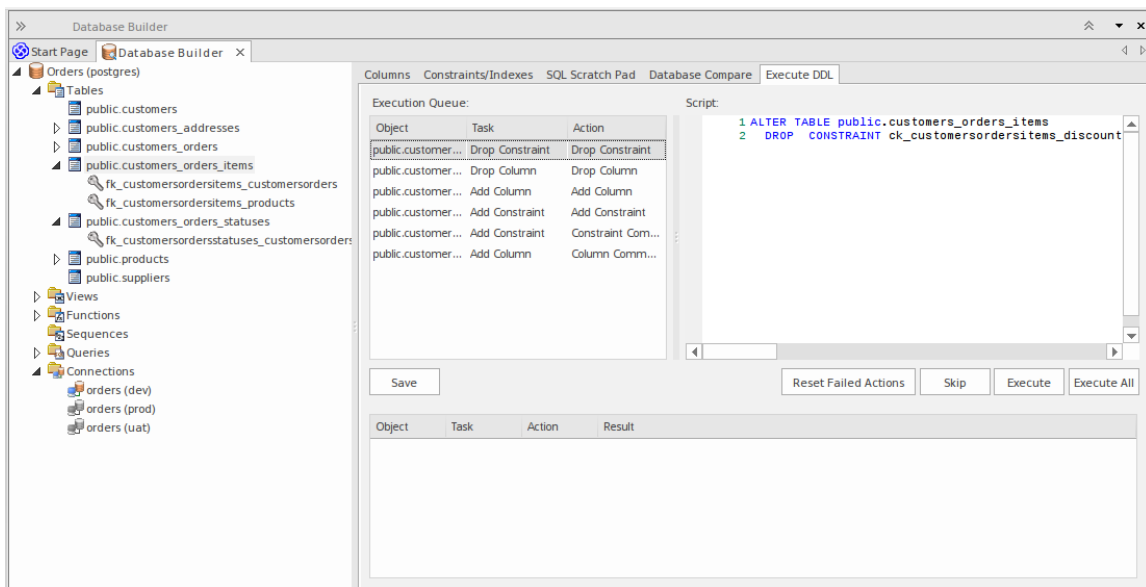 Database Builder
Start Page
Database Builder
Orders (postgres)
Tables
public.customers
public.customers_addresses
public.customers_orders
public.customers_orders_items
fk_customersordersitems_customersorders
fk_customersordersitems_products
public.customers_orders_statuses
fk_customersordersstatuses_customersorders
public.products
public.suppliers
Views
Functions
Sequences
Queries
Connections
orders (dev)
orders (prod)
orders (uat)
Columns Constraints/Indexes SQL Scratch Pad Database Compare Execute DDL
Execution Queue:
Object Task Action
public.customer... Drop Constraint Drop Constraint
public.customer... Drop Column Drop Column
public.customer... Add Column Add Column
public.customer... Add Constraint Add Constraint
public.customer... Add Constraint Constraint Com...
public.customer... Add Column Column Comm...
Script:
1 ALTER TABLE public.customers_orders_items
2 DROP CONSTRAINT ck_customersordersitems_discount
Save
Reset Failed Actions Skip Execute Execute All
Object Task Action Result